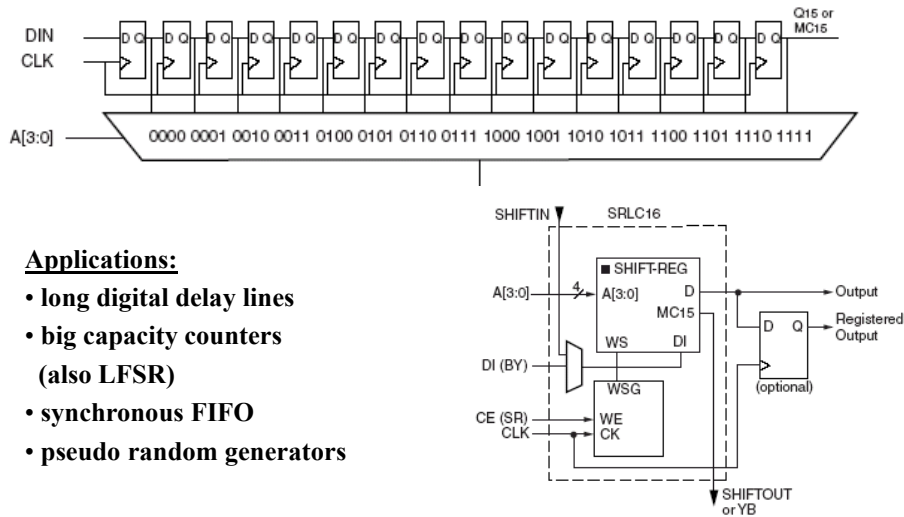 Q15 or
MC15
DIN
CLK
D Q D Q D Q D Q D Q D Q D Q D Q D Q D Q D Q D Q D Q D Q D Q D Q
A[3:0]
0000 0001 0010 0011 0100 0101 0110 0111 1000 1001 1010 1011 1100 1101 1110 1111
SHIFTIN
SRLC16
Applications:
• long digital delay lines
• big capacity counters
(also LFSR)
• synchronous FIFO
• pseudo random generators
SHIFT-REG
A[3:0]
4
A[3:0]
D
Output
MC15
D Q
Registered
Output
WS
DI
DI (BY)
(optional)
WSG
CE (SR)
WE
CLK
CK
SHIFTOUT
or YB